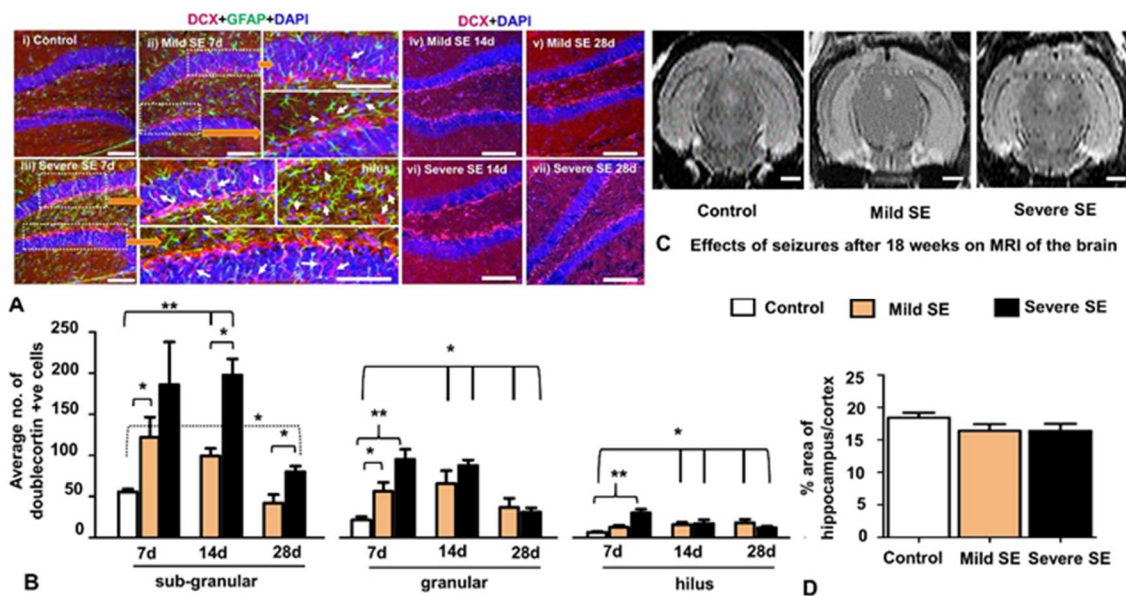 DCX+GFAP+DAPI
DCX+DAPI
i) Control
ii) Mild SE 7d
iv) Mild SE 14d
v) Mild SE 28d
iii) Severe SE 7d
hilus
vi) Severe SE 14d
vii) Severe SE 28d
Control
Mild SE
Severe SE
C Effects of seizures after 18 weeks on MRI of the brain
A
Control
Mild SE
Severe SE
Average no. of
doublecortin +ve cells
250
200
150
100
50
0
**
*
*
*
*
7d
14d
28d
sub-granular
*
**
*
7d
14d
28d
granular
*
**
7d
14d
28d
hilus
B
% area of
hippocampus/cortex
25
20
15
10
5
0
Control
Mild SE
Severe SE
D